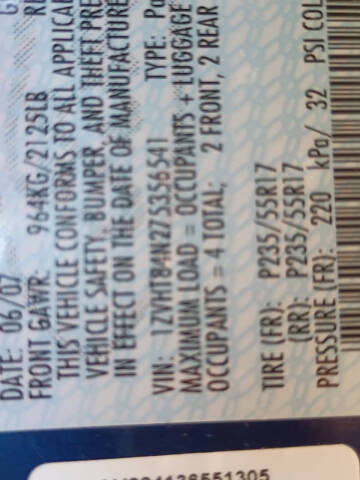 DATE: 06/07
FRONT GAWR: 964KG/2125LB
THIS VEHICLE CONFORMS TO ALL
VEHICLE SAFETY, BUMPER, AND THEFT
IN EFFECT ON THE DATE OF MANUFACTURE
VIN: 1ZVHT84N275356541 TYPE:
MAXIMUM LOAD = OCCUPANTS + LUGGAGE
OCCUPANTS = 4 TOTAL; 2 FRONT, 2 REAR
TIRE (FR): P235/55R17
(RR): P235/55R17
PRESSURE (FR): 220 kPa/ 32 PSI COL